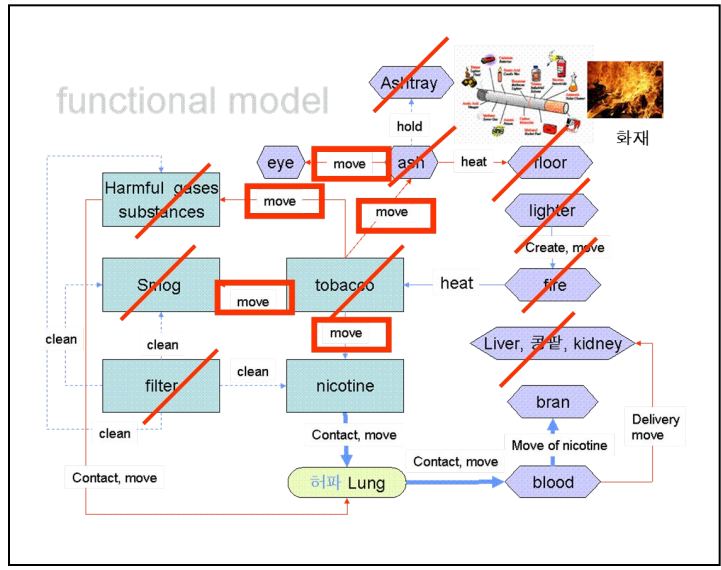 functional model
Ashtray
hold
eye
move
ash
heat
floor
화재
Harmful gases
substances
move
move
lighter
Create, move
Smog
move
tobacco
heat
fire
move
clean
clean
Liver, 콩팥, kidney
filter
clean
nicotine
bran
clean
Contact, move
Move of nicotine
Delivery
move
Contact, move
허파 Lung
Contact, move
blood